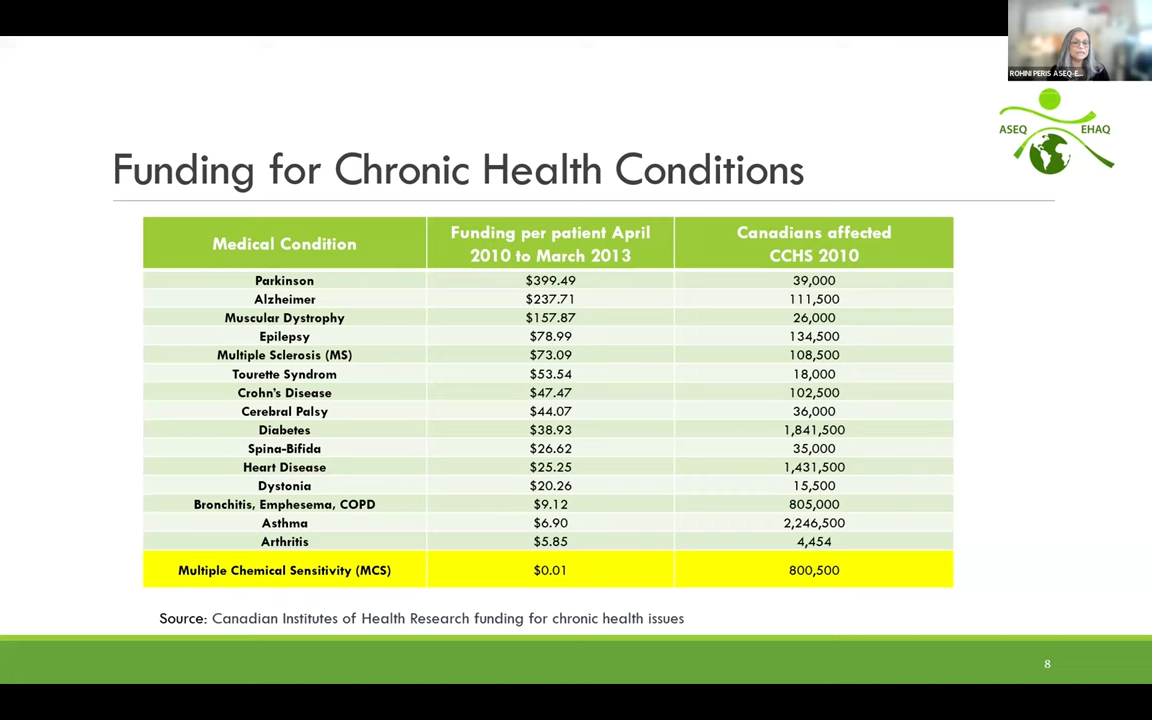 ROHINI PERIS ASEQ-E...
ASEQ EHAQ
Funding for Chronic Health Conditions
Medical Condition Funding per patient April 2010 to March 2013 Canadians affected CCHS 2010
Parkinson $399.49 39,000
Alzheimer $237.71 111,500
Muscular Dystrophy $157.87 26,000
Epilepsy $78.99 134,500
Multiple Sclerosis (MS) $73.09 108,500
Tourette Syndrom $53.54 18,000
Crohn's Disease $47.47 102,500
Cerebral Palsy $44.07 36,000
Diabetes $38.93 1,841,500
Spina-Bifida $26.62 35,000
Heart Disease $25.25 1,431,500
Dystonia $20.26 15,500
Bronchitis, Emphesema, COPD $9.12 805,000
Asthma $6.90 2,246,500
Arthritis $5.85 4,454
Multiple Chemical Sensitivity (MCS) $0.01 800,500
Source: Canadian Institutes of Health Research funding for chronic health issues
8